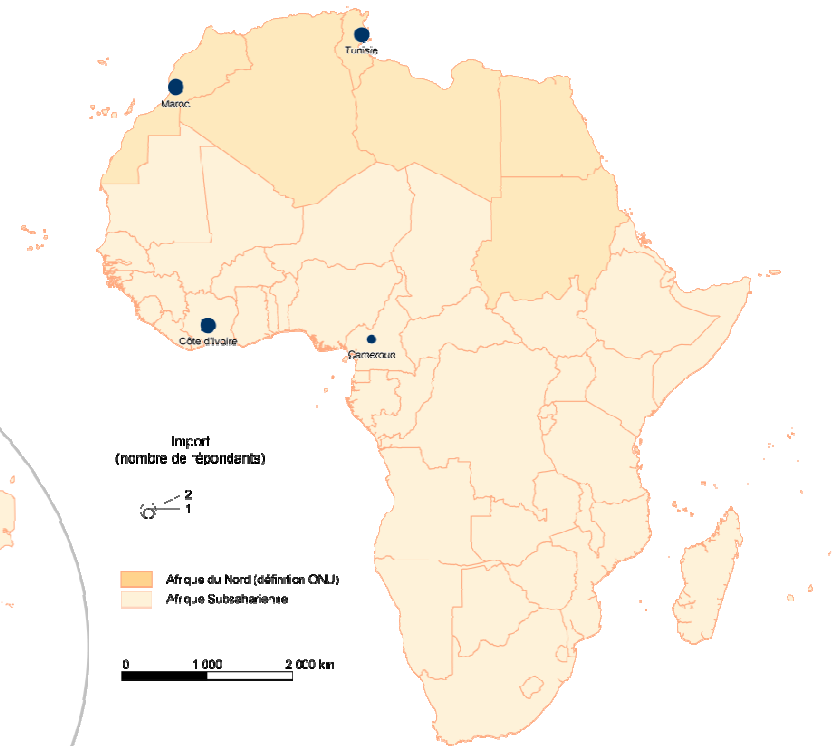 Tunisie
Maroc
Côte d'Ivoire
Cameroun
Import
(nombre de répondants)
2
1
Afrique du Nord (définition ONU)
Afrique Subsaharienne
0 1 000 2 000 km